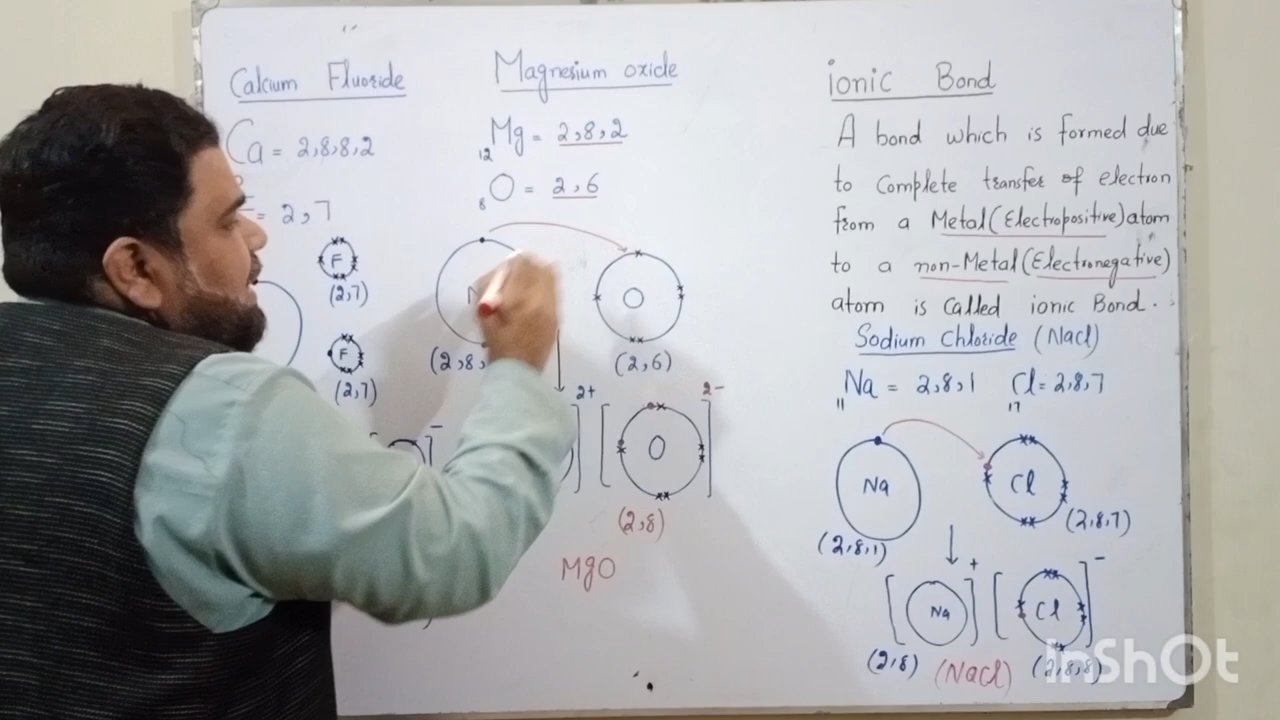 Calcium Fluoride
Ca = 2,8,8,2
= 2,7
F
(2,7)
F
(2,7)
-
Magnesium oxide
12 Mg = 2,8,2
8 O = 2,6
O
(2,8,
(2,6)
2+
2-
O
(2,8)
MgO
ionic Bond
A bond which is formed due
to Complete transfer of electron
from a Metal (Electropositive) atom
to a non-Metal (Electronegative)
atom is called ionic Bond.
Sodium Chloride (Nacl)
11 Na = 2,8,1 17 Cl = 2,8,7
Na
Cl
(2,8,1)
(2,8,7)
+
-
Na
Cl
(2,8) (NaCl) (2,8,8)
InShOt